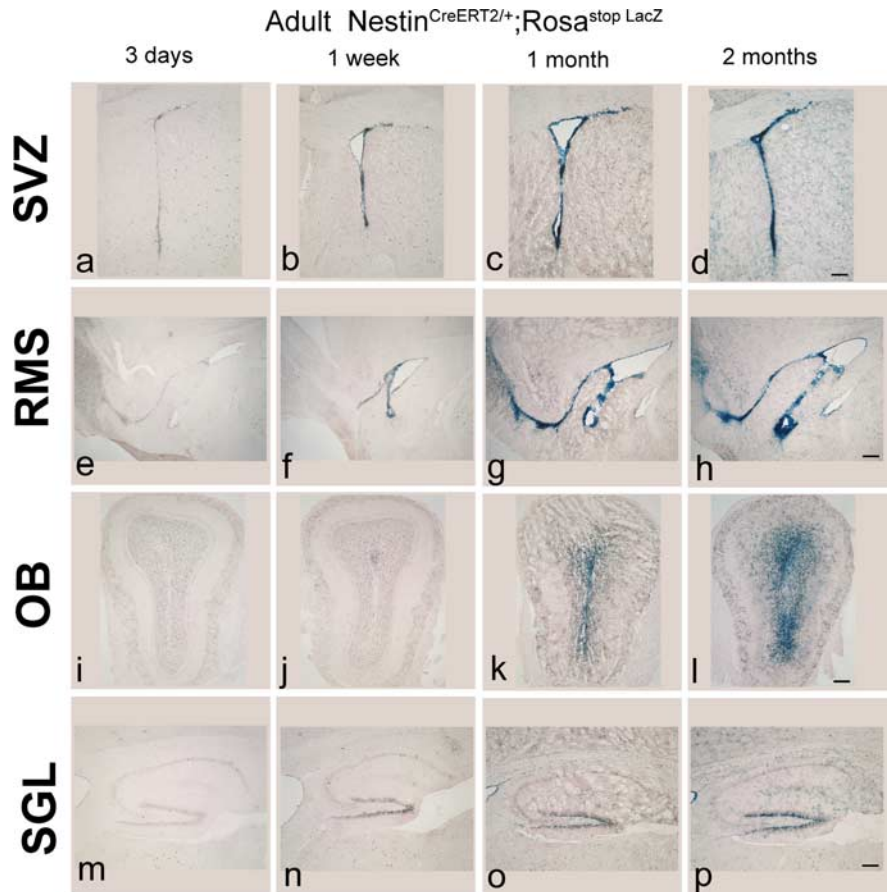 Adult Nestin^CreERT2/+;Rosa^stop LacZ
3 days 1 week 1 month 2 months
SVZ
a b c d
RMS
e f g h
OB
i j k l
SGL
m n o p